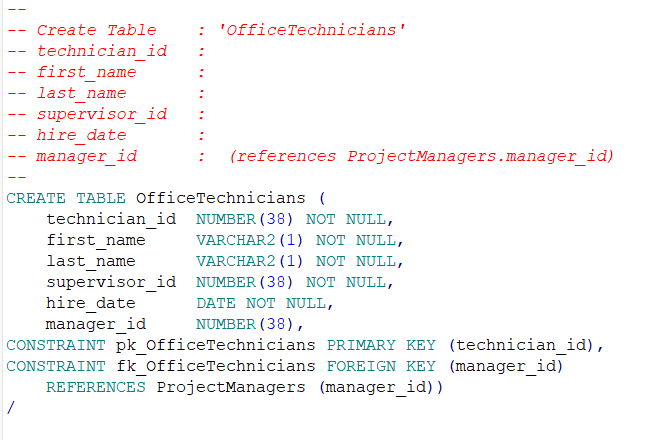 --
-- Create Table    : 'OfficeTechnicians'
-- technician_id   :
-- first_name      :
-- last_name       :
-- supervisor_id   :
-- hire_date       :
-- manager_id      :  (references ProjectManagers.manager_id)
--
CREATE TABLE OfficeTechnicians (
    technician_id  NUMBER(38) NOT NULL,
    first_name     VARCHAR2(1) NOT NULL,
    last_name      VARCHAR2(1) NOT NULL,
    supervisor_id  NUMBER(38) NOT NULL,
    hire_date      DATE NOT NULL,
    manager_id     NUMBER(38),
CONSTRAINT pk_OfficeTechnicians PRIMARY KEY (technician_id),
CONSTRAINT fk_OfficeTechnicians FOREIGN KEY (manager_id)
    REFERENCES ProjectManagers (manager_id))
/